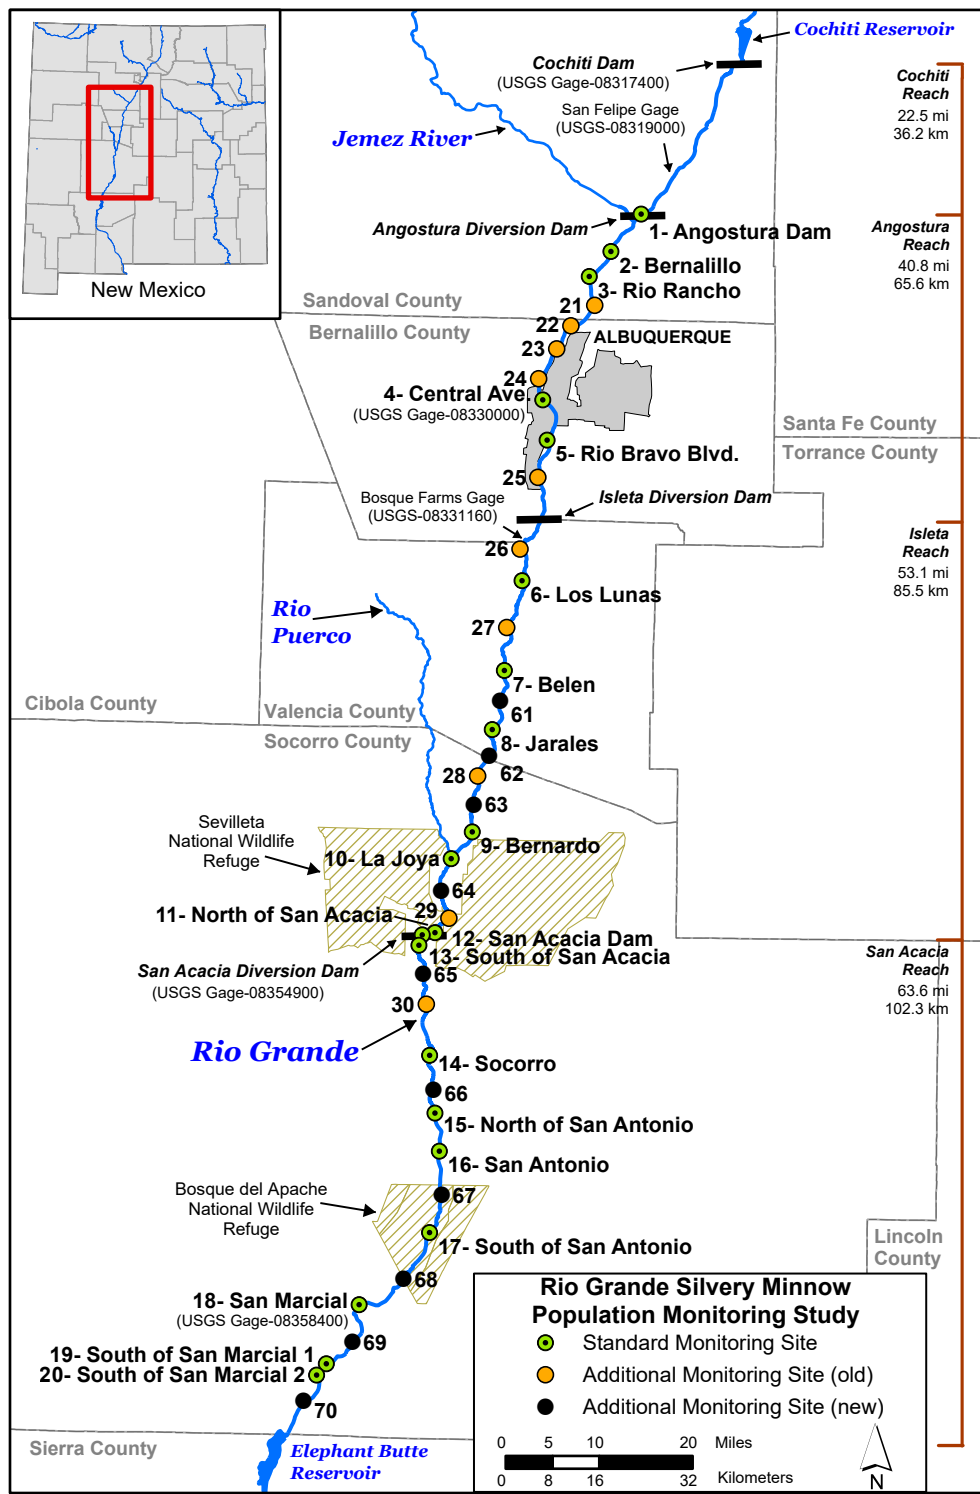 New Mexico
Cochiti Reservoir
Cochiti Dam
(USGS Gage-08317400)
San Felipe Gage
(USGS-08319000)
Jemez River
Cochiti
Reach
22.5 mi
36.2 km
Angostura Diversion Dam
1- Angostura Dam
Angostura
Reach
40.8 mi
65.6 km
2- Bernalillo
3- Rio Rancho
Sandoval County
21
Bernalillo County
22
ALBUQUERQUE
23
24
4- Central Ave.
(USGS Gage-08330000)
Santa Fe County
Torrance County
5- Rio Bravo Blvd.
25
Bosque Farms Gage
(USGS-08331160)
Isleta Diversion Dam
Isleta
Reach
53.1 mi
85.5 km
26
6- Los Lunas
Rio
Puerco
27
7- Belen
Cibola County
Valencia County
61
Socorro County
8- Jarales
62
28
63
Sevilleta
National Wildlife
Refuge
9- Bernardo
10- La Joya
64
29
11- North of San Acacia
12- San Acacia Dam
13- South of San Acacia
San Acacia Diversion Dam
(USGS Gage-08354900)
65
San Acacia
Reach
63.6 mi
102.3 km
30
Rio Grande
14- Socorro
66
15- North of San Antonio
16- San Antonio
Bosque del Apache
National Wildlife
Refuge
67
17- South of San Antonio
Lincoln
County
68
18- San Marcial
(USGS Gage-08358400)
69
19- South of San Marcial 1
20- South of San Marcial 2
70
Sierra County
Elephant Butte
Reservoir
Rio Grande Silvery Minnow
Population Monitoring Study
Standard Monitoring Site
Additional Monitoring Site (old)
Additional Monitoring Site (new)
0 5 10 20 Miles
0 8 16 32 Kilometers
N